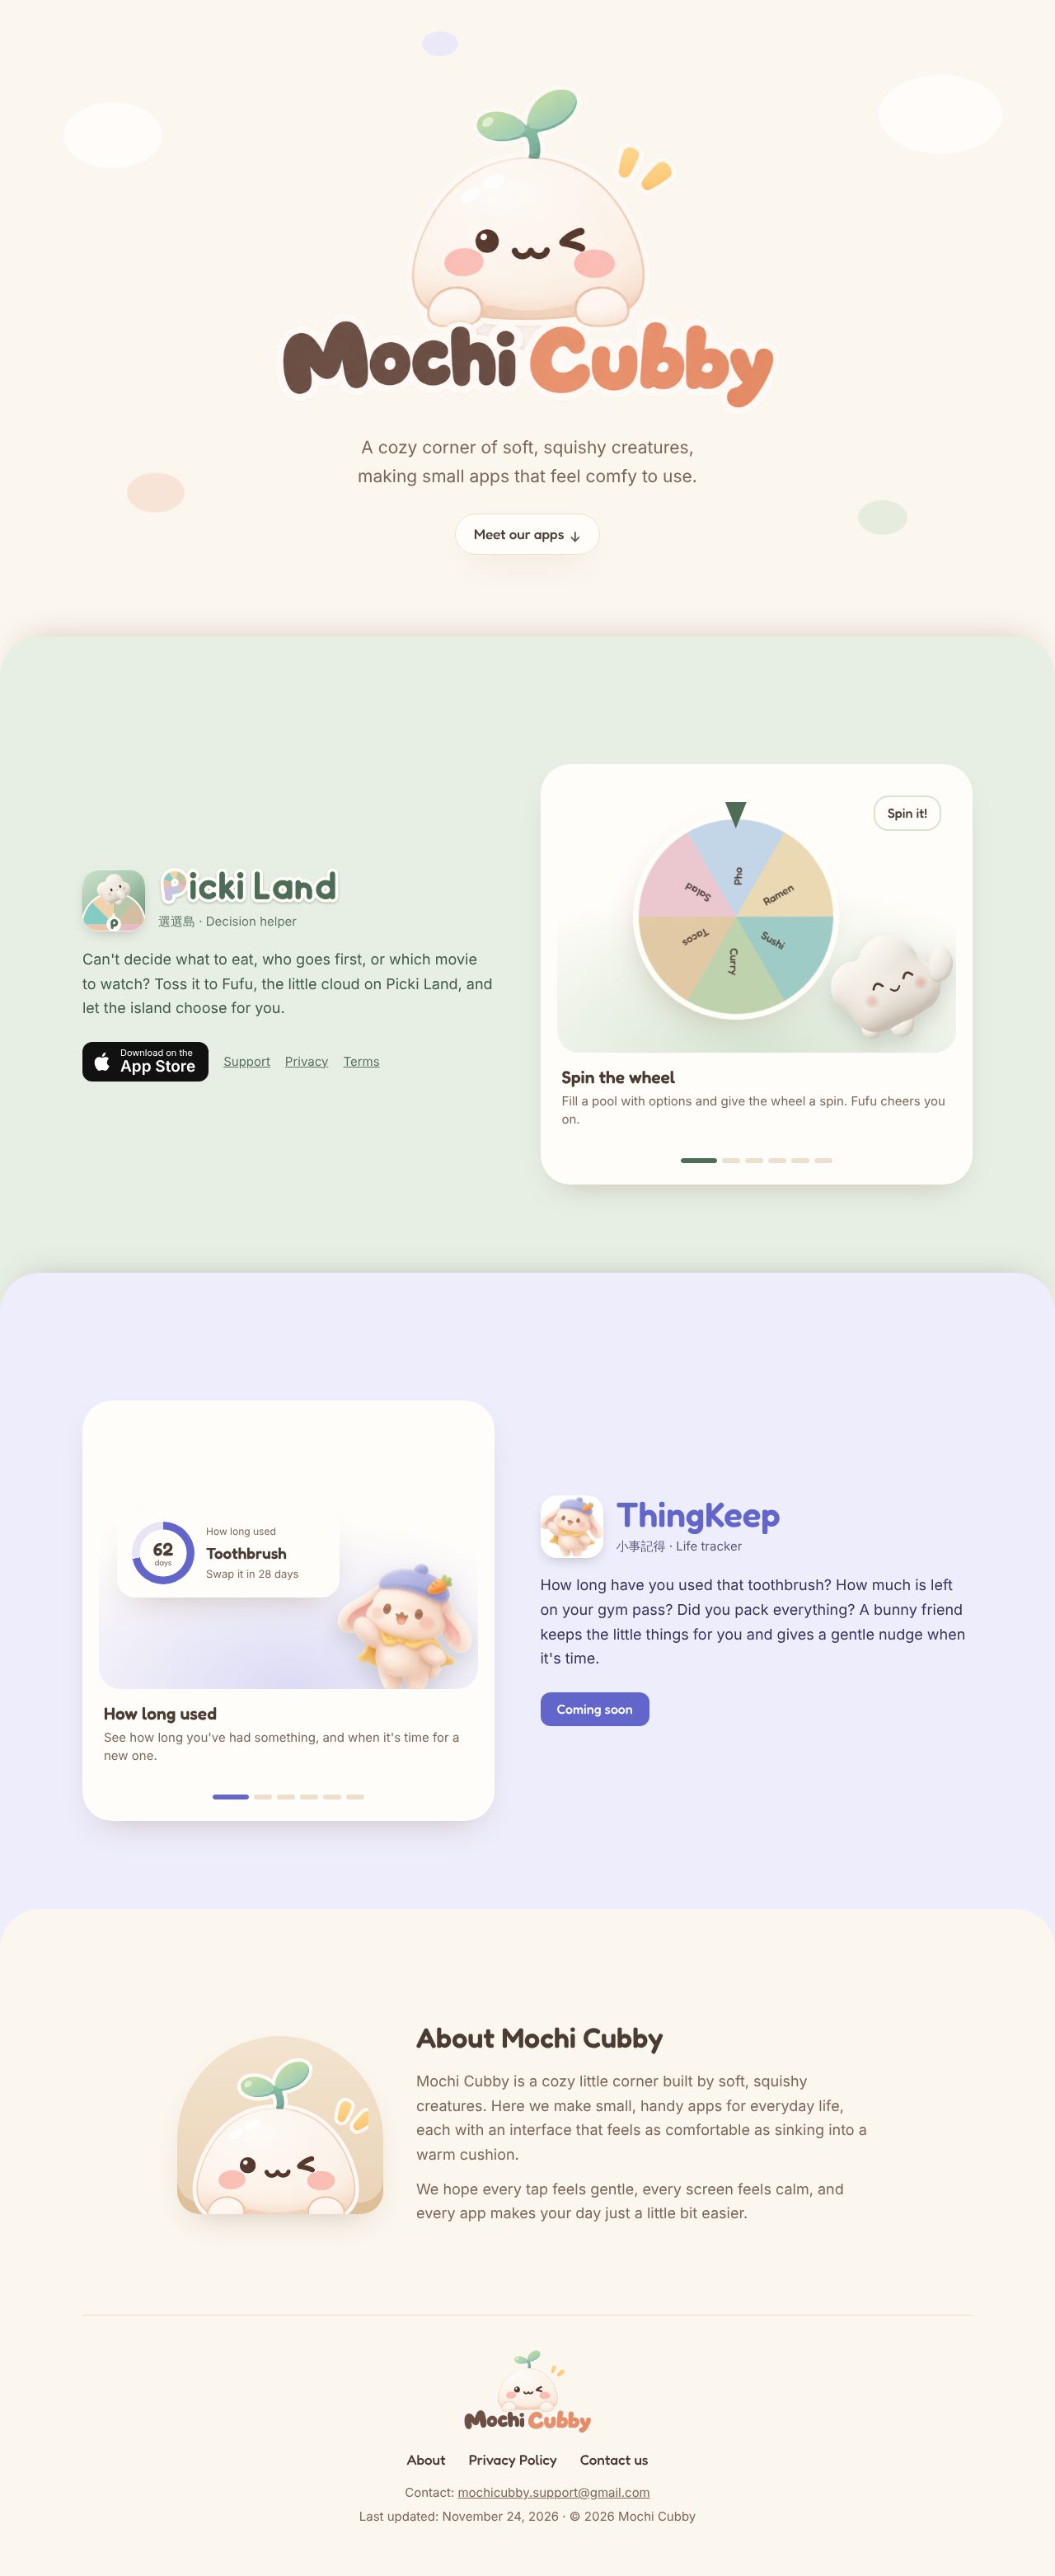 Mochi Cubby
A cozy corner of soft, squishy creatures,
making small apps that feel comfy to use.
Meet our apps ↓
Picki Land
選選島 · Decision helper
Can't decide what to eat, who goes first, or which movie
to watch? Toss it to Fufu, the little cloud on Picki Land, and
let the island choose for you.
Download on the
App Store
Support Privacy Terms
Spin it!
Pho
Ramen
Sushi
Curry
Tacos
Salad
P
Spin the wheel
Fill a pool with options and give the wheel a spin. Fufu cheers you
on.
62
days
How long used
Toothbrush
Swap it in 28 days
How long used
See how long you've had something, and when it's time for a
new one.
ThingKeep
小事記得 · Life tracker
How long have you used that toothbrush? How much is left
on your gym pass? Did you pack everything? A bunny friend
keeps the little things for you and gives a gentle nudge when
it's time.
Coming soon
About Mochi Cubby
Mochi Cubby is a cozy little corner built by soft, squishy
creatures. Here we make small, handy apps for everyday life,
each with an interface that feels as comfortable as sinking into a
warm cushion.
We hope every tap feels gentle, every screen feels calm, and
every app makes your day just a little bit easier.
Mochi Cubby
About Privacy Policy Contact us
Contact: mochicubby.support@gmail.com
Last updated: November 24, 2026 · © 2026 Mochi Cubby